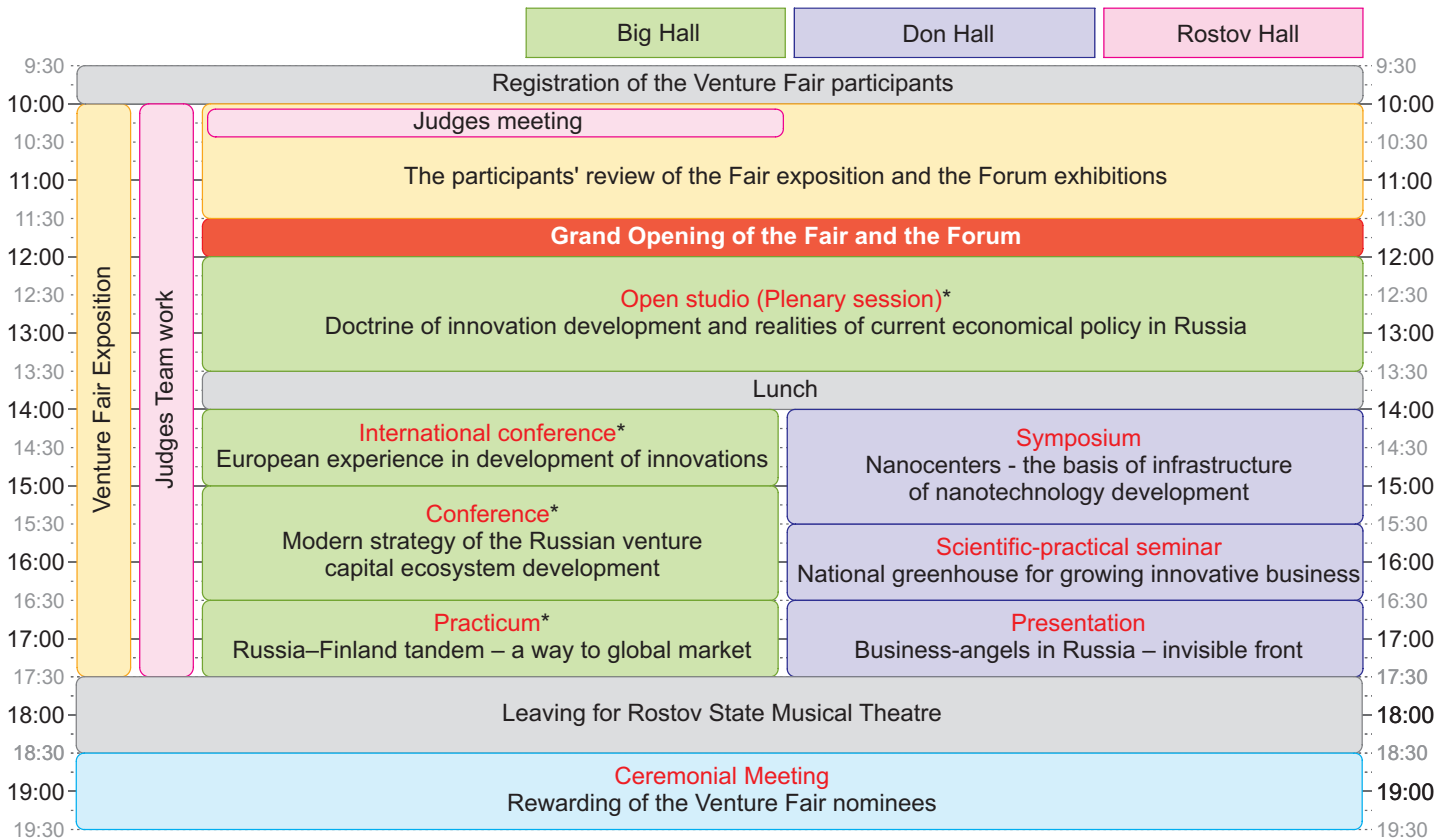 Big Hall
Don Hall
Rostov Hall
9:30
Registration of the Venture Fair participants
9:30
10:00
Judges meeting
10:00
10:30
10:30
11:00
The participants' review of the Fair exposition and the Forum exhibitions
11:00
11:30
11:30
Grand Opening of the Fair and the Forum
12:00
12:00
Venture Fair Exposition
Judges Team work
12:30
Open studio (Plenary session)*
12:30
13:00
Doctrine of innovation development and realities of current economical policy in Russia
13:00
13:30
13:30
Lunch
14:00
14:00
International conference*
14:30
European experience in development of innovations
Symposium
Nanocenters - the basis of infrastructure
of nanotechnology development
14:30
15:00
15:00
Conference*
Modern strategy of the Russian venture
capital ecosystem development
15:30
15:30
16:00
Scientific-practical seminar
National greenhouse for growing innovative business
16:00
16:30
16:30
Practicum*
Russia–Finland tandem – a way to global market
Presentation
Business-angels in Russia – invisible front
17:00
17:00
17:30
17:30
18:00
Leaving for Rostov State Musical Theatre
18:00
18:30
18:30
Ceremonial Meeting
19:00
Rewarding of the Venture Fair nominees
19:00
19:30
19:30